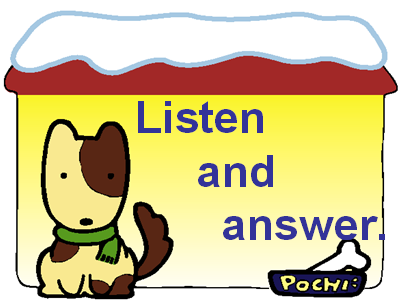 Listen
and
answer.
POCHI: